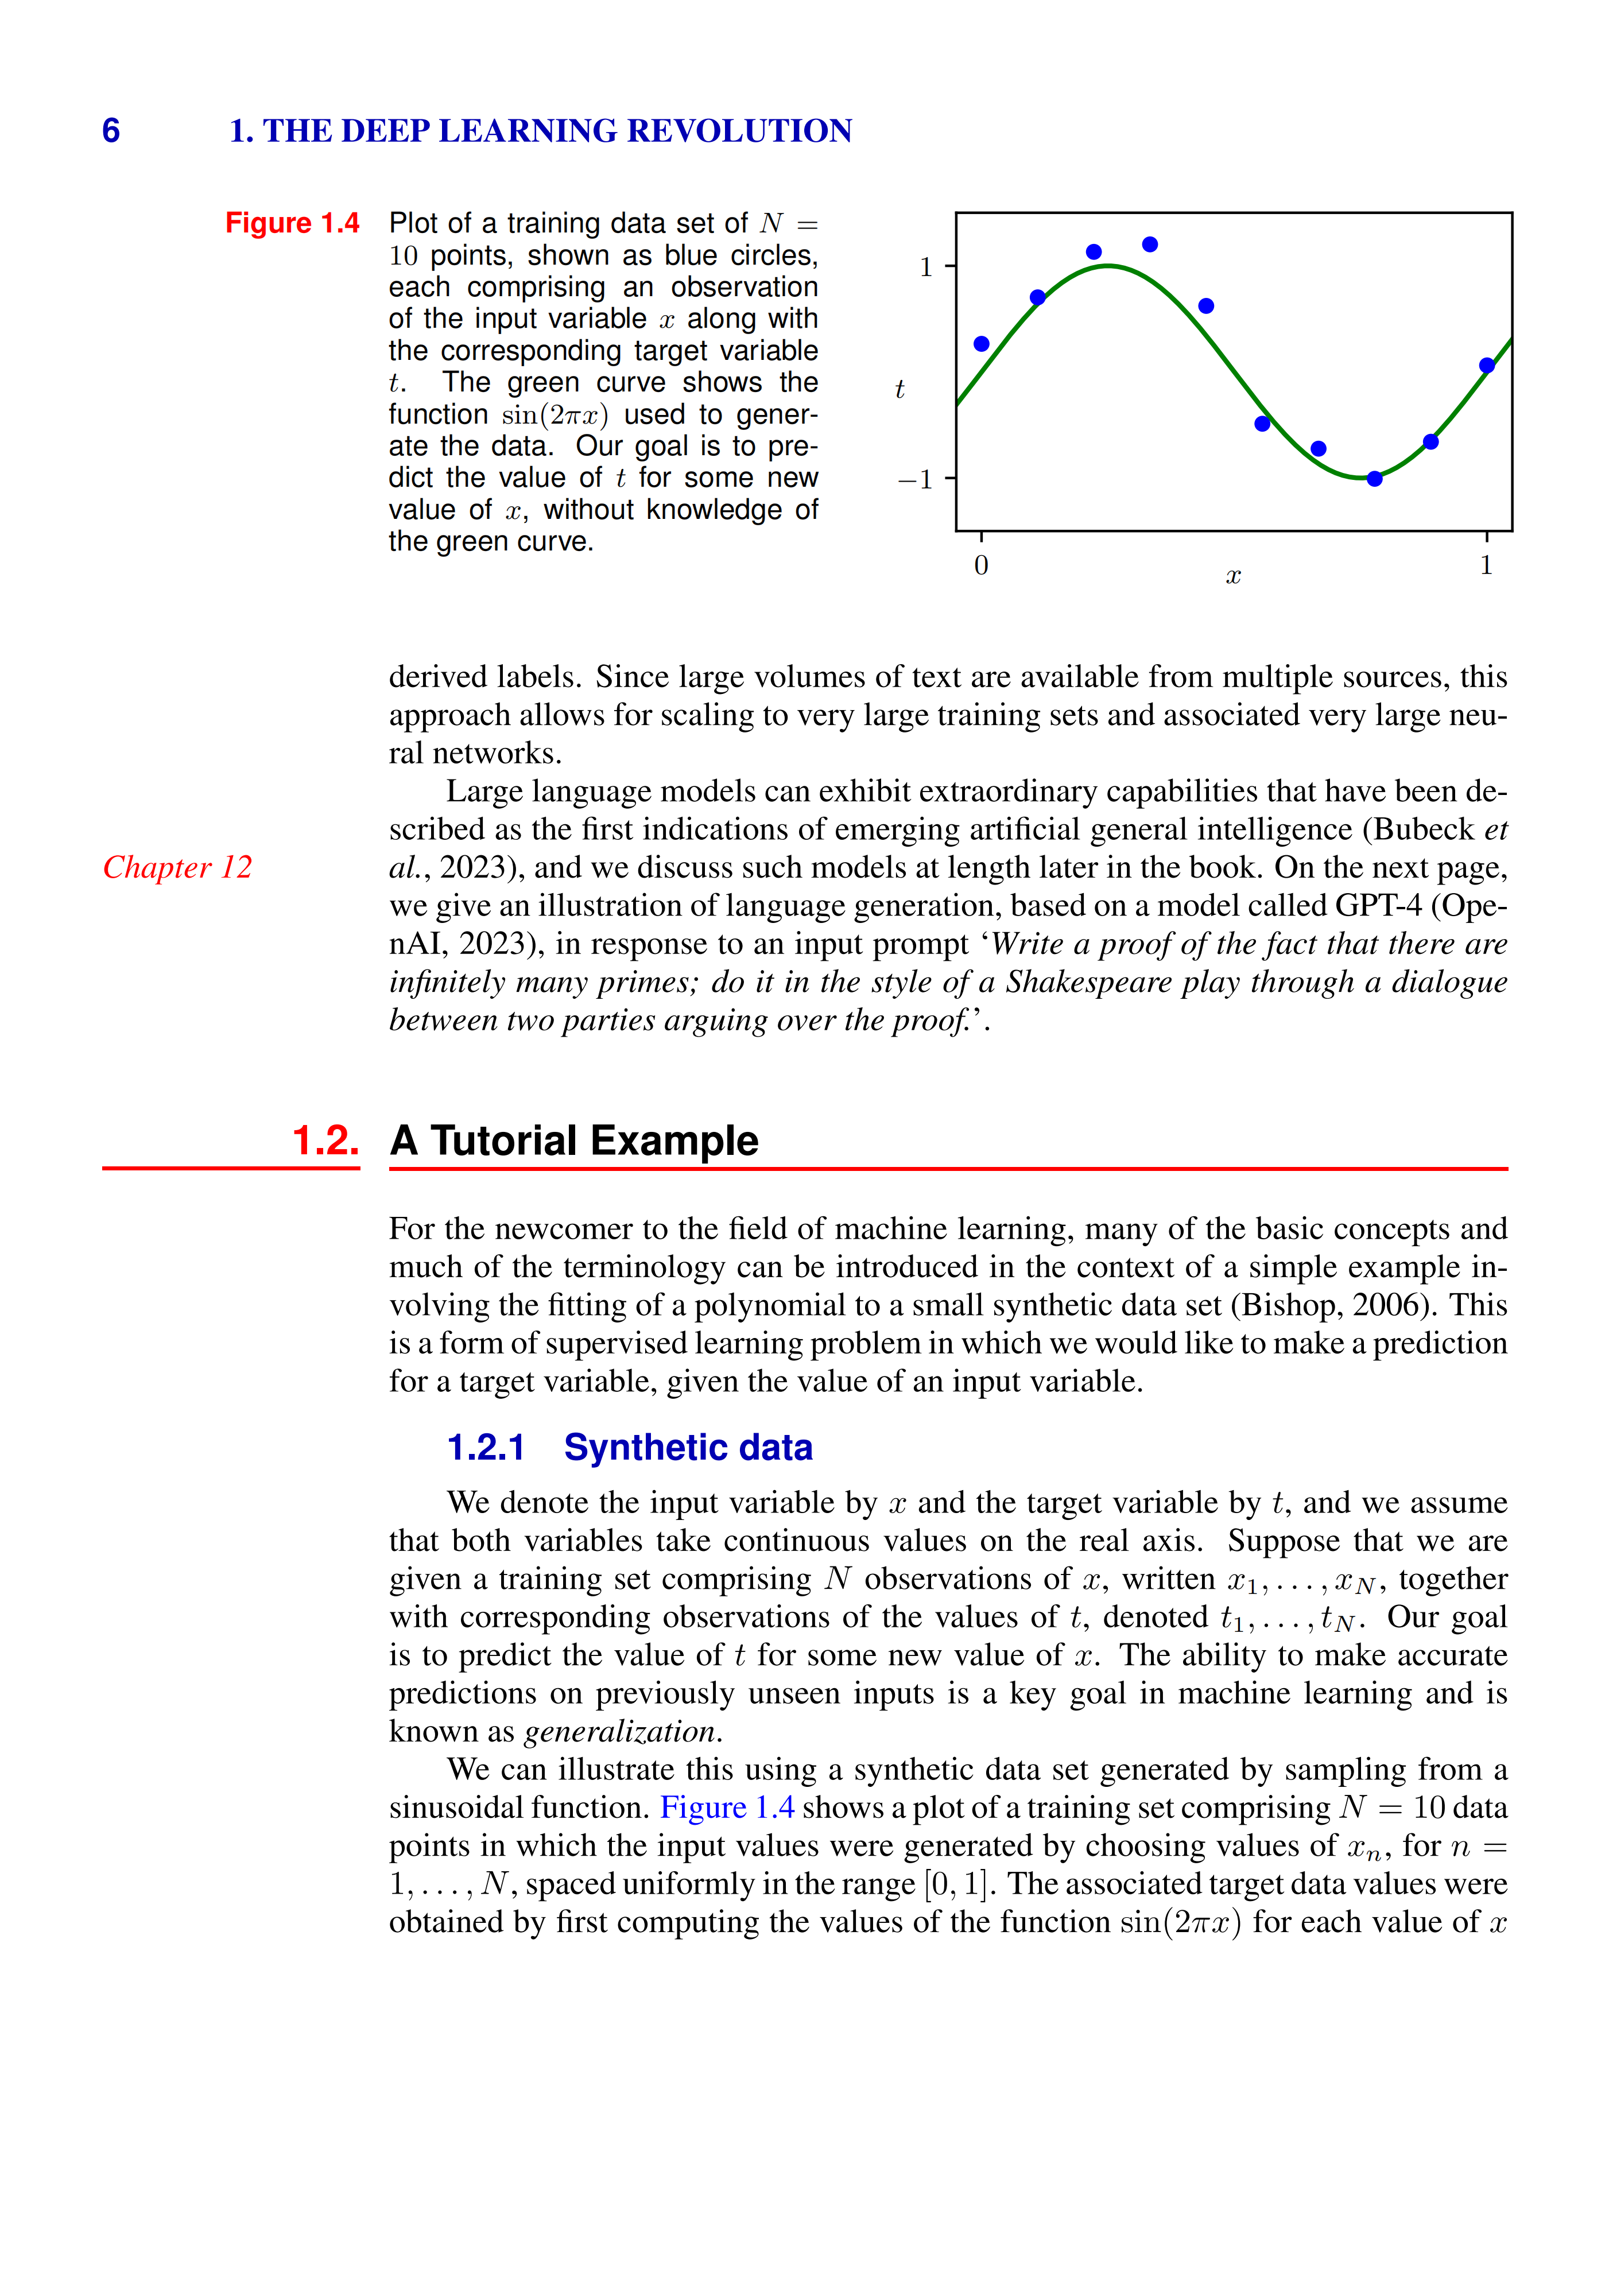 6 1. THE DEEP LEARNING REVOLUTION
Figure 1.4 Plot of a training data set of N =
10 points, shown as blue circles,
each comprising an observation
of the input variable x along with
the corresponding target variable
t. The green curve shows the
function sin(2πx) used to gener-
ate the data. Our goal is to pre-
dict the value of t for some new
value of x, without knowledge of
the green curve.
1
t
−1
0
x
1
derived labels. Since large volumes of text are available from multiple sources, this
approach allows for scaling to very large training sets and associated very large neu-
ral networks.
Large language models can exhibit extraordinary capabilities that have been de-
scribed as the first indications of emerging artificial general intelligence (Bubeck et
Chapter 12 al., 2023), and we discuss such models at length later in the book. On the next page,
we give an illustration of language generation, based on a model called GPT-4 (Ope-
nAI, 2023), in response to an input prompt ‘Write a proof of the fact that there are
infinitely many primes; do it in the style of a Shakespeare play through a dialogue
between two parties arguing over the proof.’.
1.2. A Tutorial Example
For the newcomer to the field of machine learning, many of the basic concepts and
much of the terminology can be introduced in the context of a simple example in-
volving the fitting of a polynomial to a small synthetic data set (Bishop, 2006). This
is a form of supervised learning problem in which we would like to make a prediction
for a target variable, given the value of an input variable.
1.2.1 Synthetic data
We denote the input variable by x and the target variable by t, and we assume
that both variables take continuous values on the real axis. Suppose that we are
given a training set comprising N observations of x, written x₁, . . . , x_N, together
with corresponding observations of the values of t, denoted t₁, . . . , t_N. Our goal
is to predict the value of t for some new value of x. The ability to make accurate
predictions on previously unseen inputs is a key goal in machine learning and is
known as generalization.
We can illustrate this using a synthetic data set generated by sampling from a
sinusoidal function. Figure 1.4 shows a plot of a training set comprising N = 10 data
points in which the input values were generated by choosing values of xₙ, for n =
1, . . . , N, spaced uniformly in the range [0, 1]. The associated target data values were
obtained by first computing the values of the function sin(2πx) for each value of x